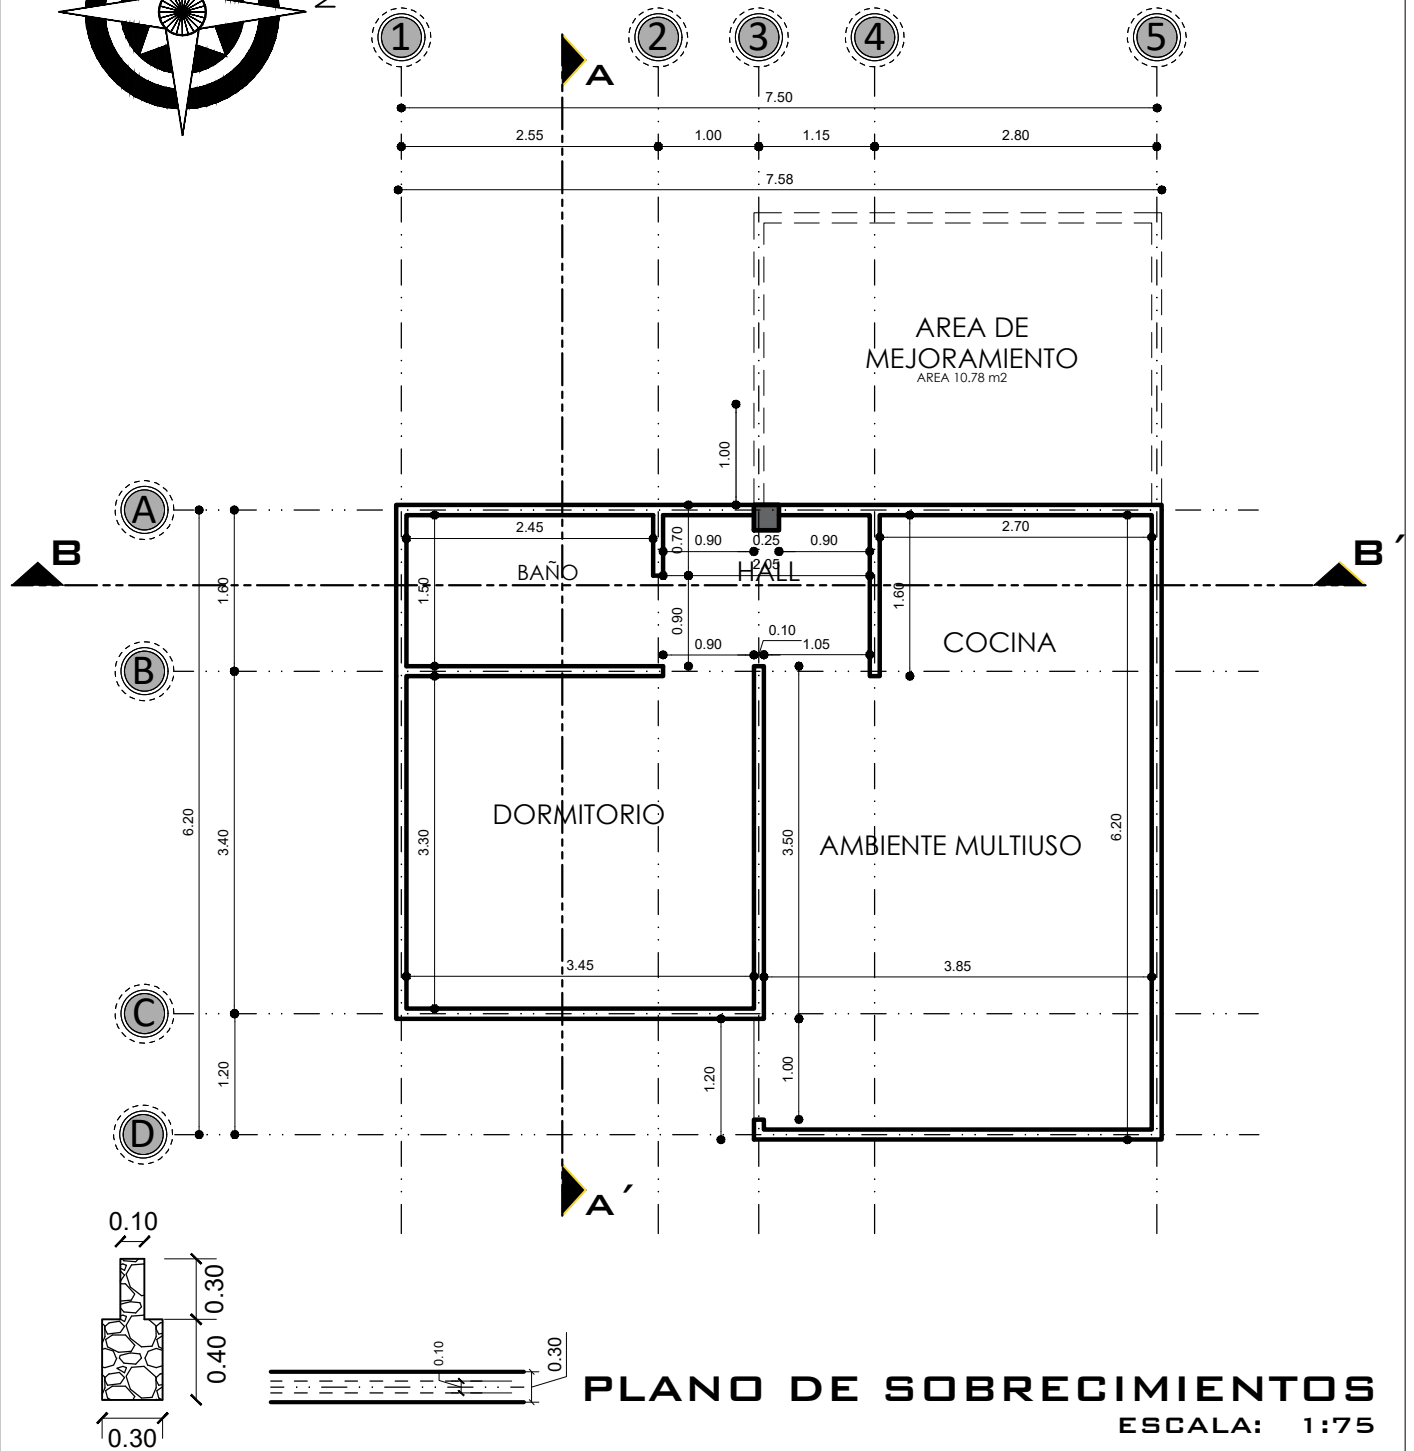 N
1 2 3 4 5
A
7.50
2.55 1.00 1.15 2.80
7.58
AREA DE
MEJORAMIENTO
AREA 10.78 m2
1.00
A
2.45 0.70 0.90 0.25 0.90 2.70
2.05
B B´
BAÑO HALL
1.60 1.50 1.60
0.90 0.10
COCINA
0.90 1.05
B
DORMITORIO
6.20 3.40 3.30 3.50 6.20
AMBIENTE MULTIUSO
3.45 3.85
C
1.20 1.20 1.00
D
A´
0.10
0.30
0.40
0.30
0.10 0.30
PLANO DE SOBRECIMIENTOS
ESCALA: 1:75